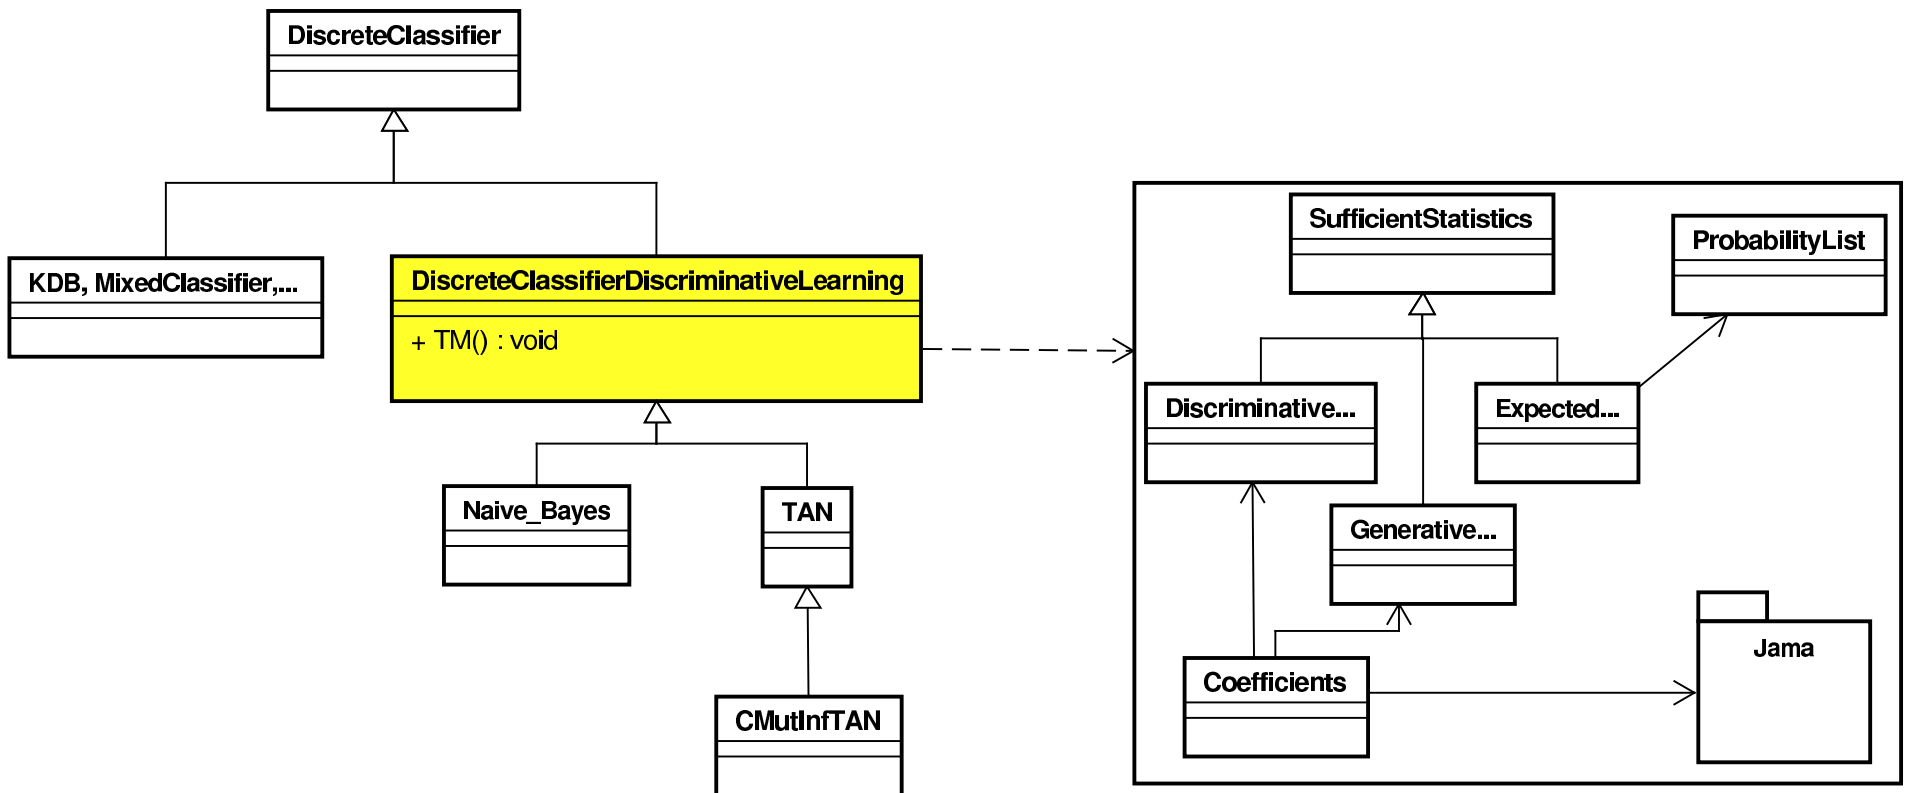 DiscreteClassifier
KDB, MixedClassifier,...
DiscreteClassifierDiscriminativeLearning
+ TM() : void
Naive_Bayes
TAN
CMutInfTAN
SufficientStatistics
ProbabilityList
Discriminative...
Expected...
Generative...
Coefficients
Jama